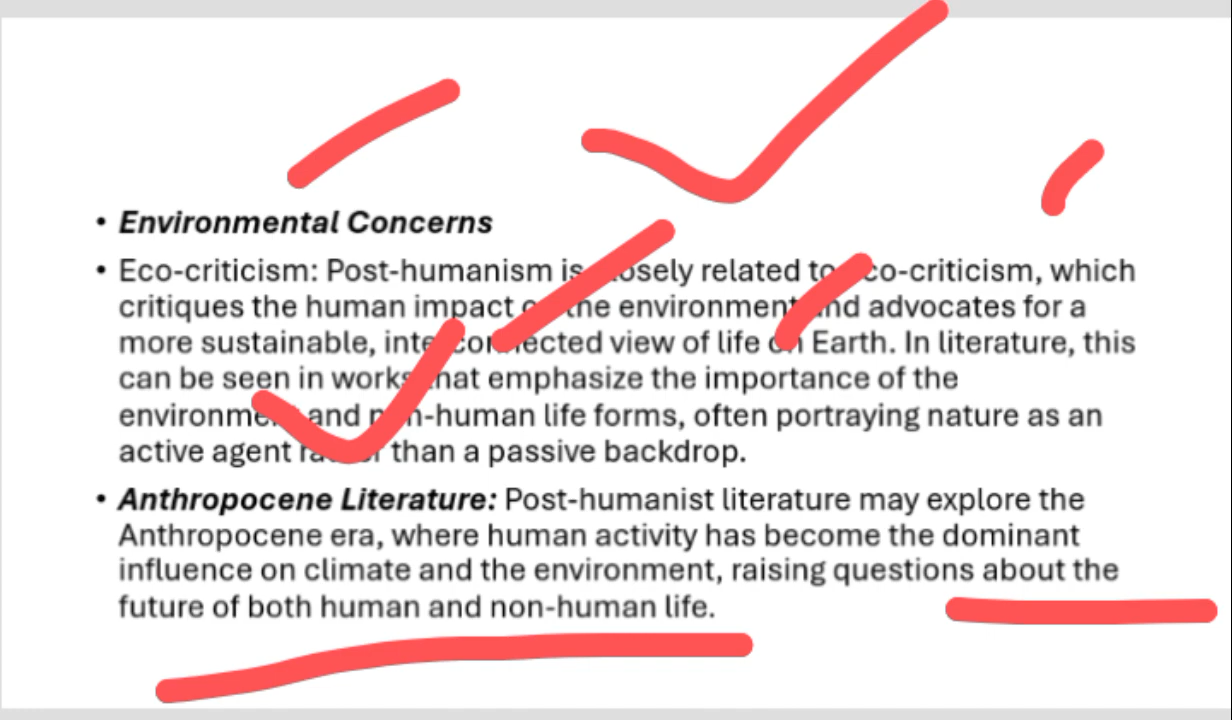 • Environmental Concerns
• Eco-criticism: Post-humanism is closely related to eco-criticism, which
critiques the human impact on the environment and advocates for a
more sustainable, interconnected view of life on Earth. In literature, this
can be seen in works that emphasize the importance of the
environment and non-human life forms, often portraying nature as an
active agent rather than a passive backdrop.
• Anthropocene Literature: Post-humanist literature may explore the
Anthropocene era, where human activity has become the dominant
influence on climate and the environment, raising questions about the
future of both human and non-human life.